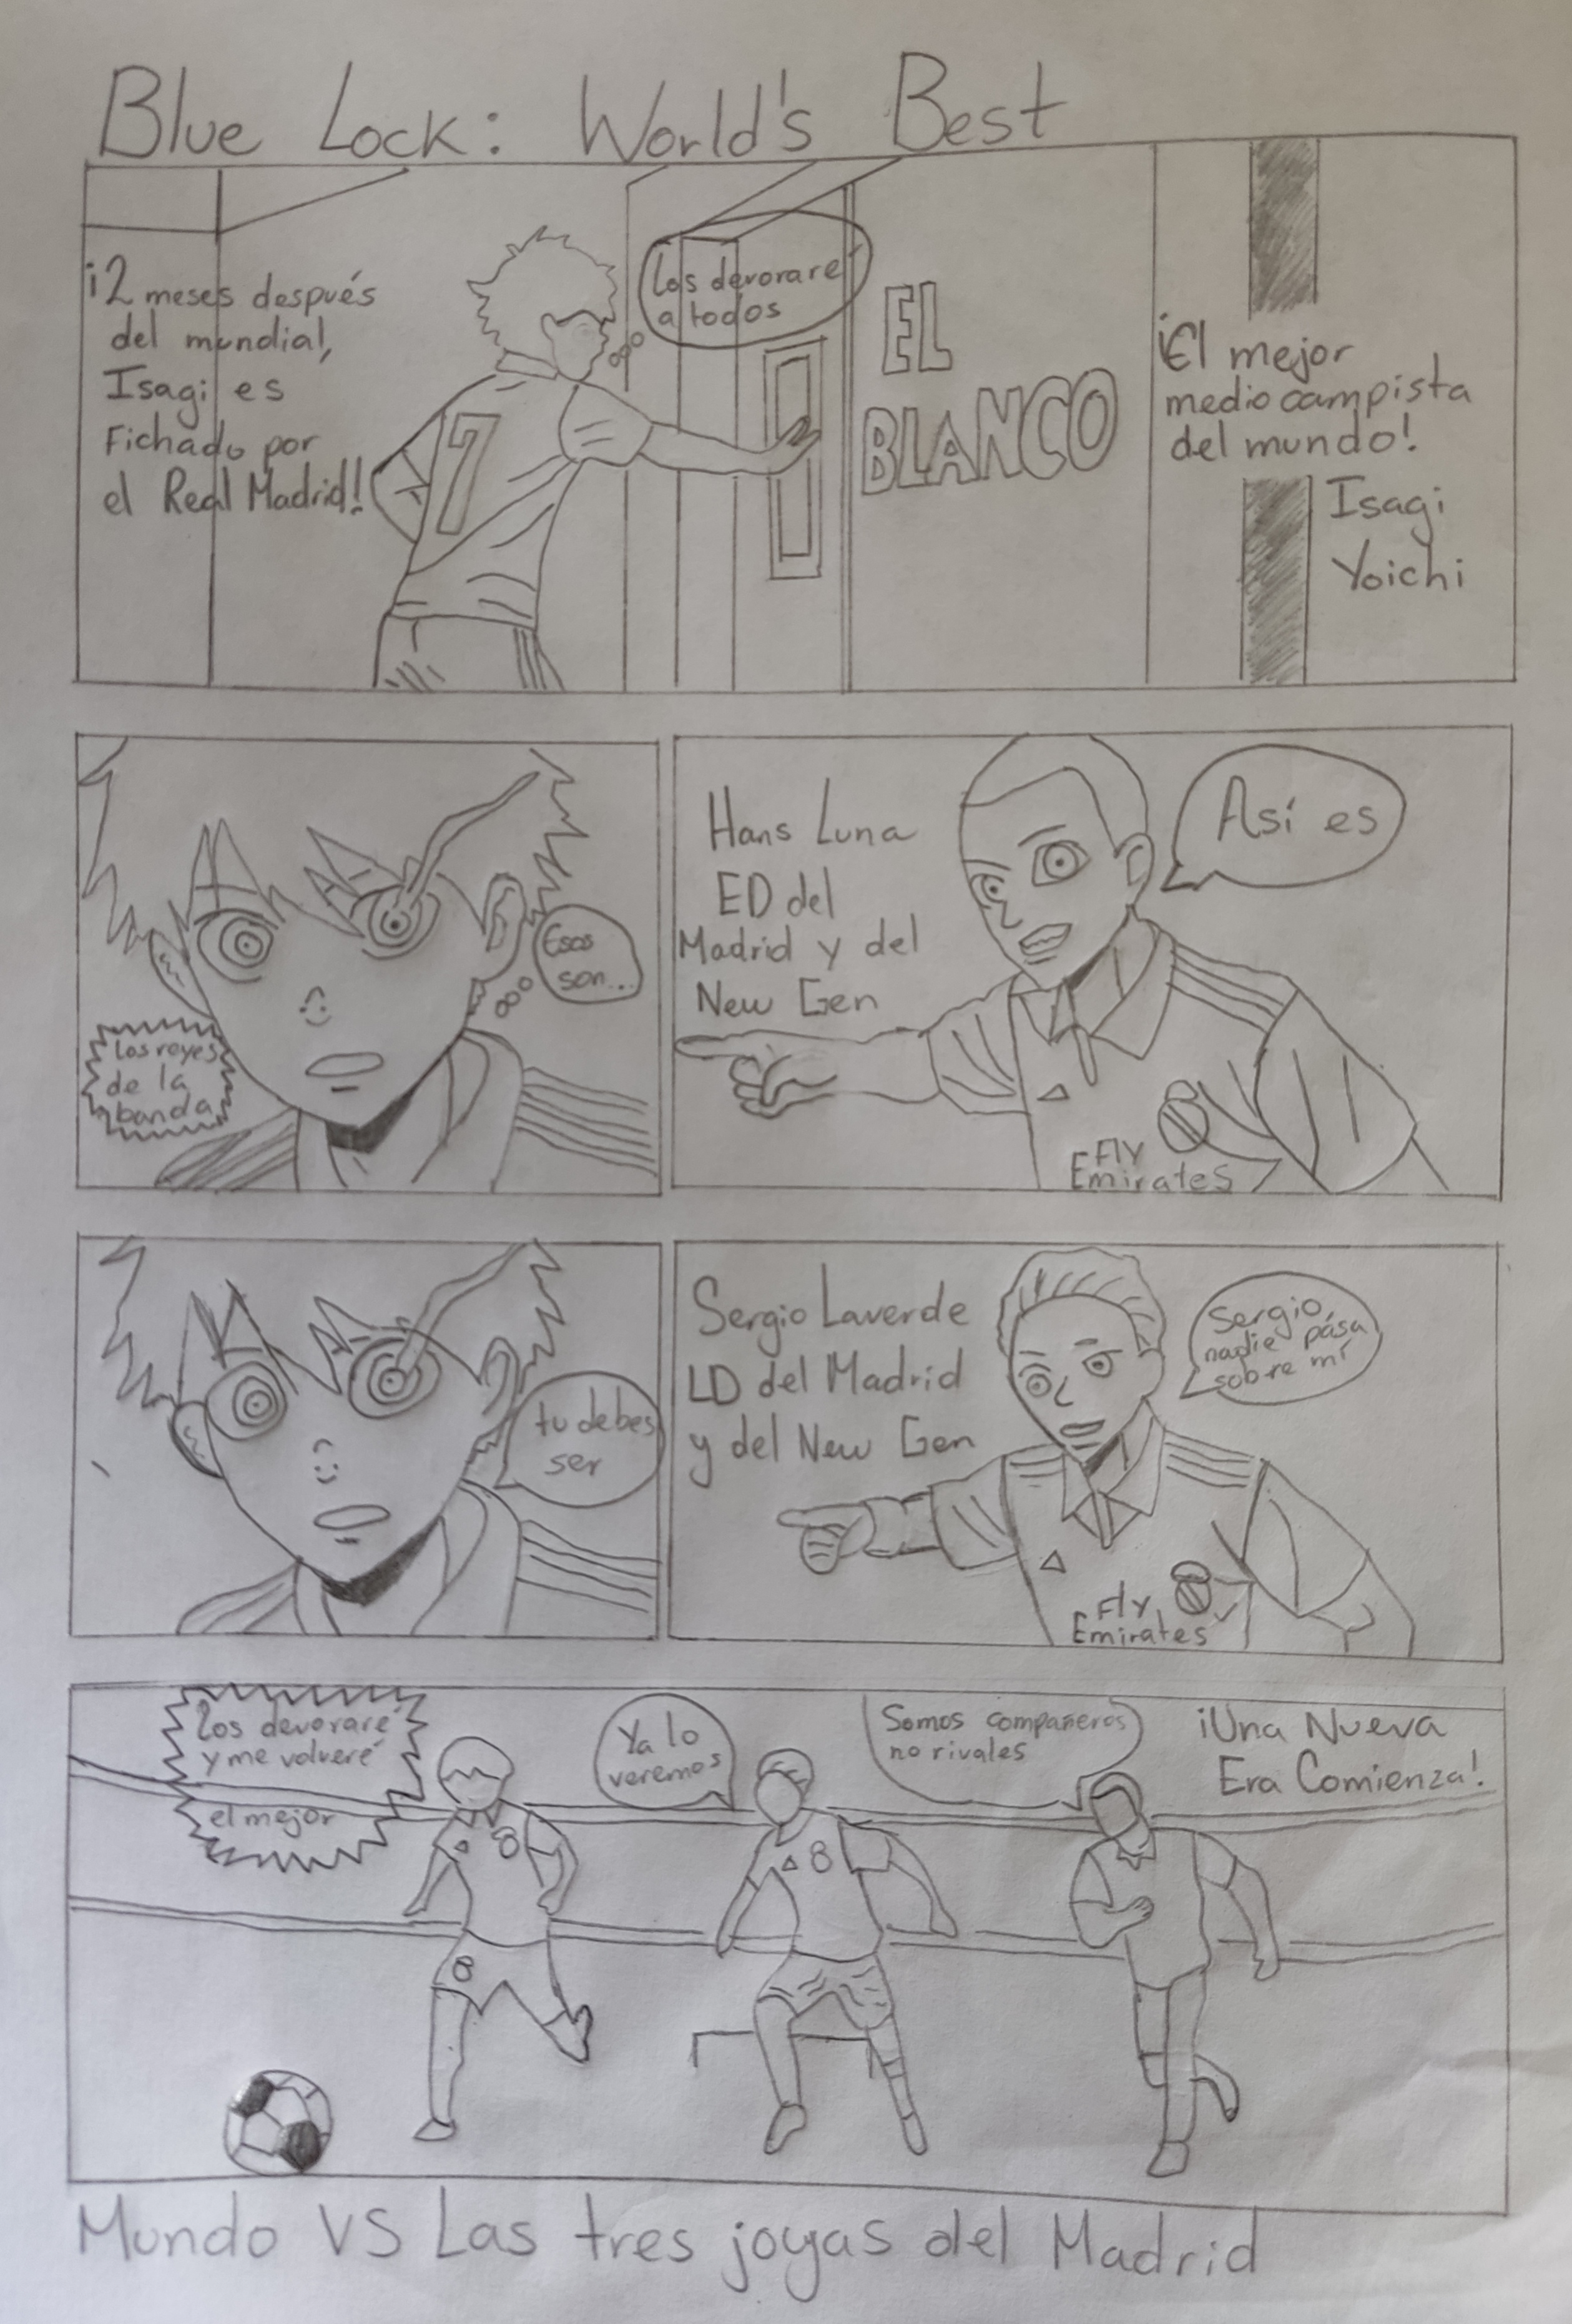 Blue Lock: World's Best
¡2 meses después
del mundial,
Isagi es
Fichado por
el Real Madrid!
7
Los devoraré
a todos
EL
BLANCO
¡El mejor
mediocampista
del mundo!
Isagi
Yoichi
Esos
son...
Los reyes
de la
banda
Hans Luna
ED del
Madrid y del
New Gen
Así es
Fly
Emirates
tu debes
ser
Sergio Laverde
LD del Madrid
y del New Gen
Sergio,
nadie pása
sobre mí
Fly
Emirates
Los devoraré
y me volveré
el mejor
Ya lo
veremos
Somos compañeros
no rivales
¡Una Nueva
Era Comienza!
Mundo VS Las tres joyas del Madrid